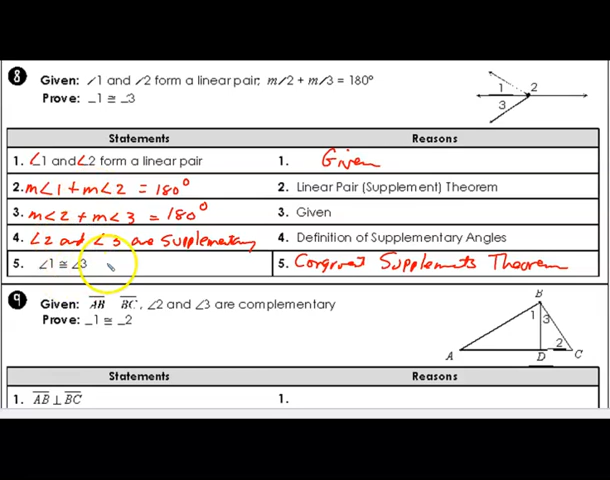 8
Given: ∠1 and ∠2 form a linear pair; m∠2 + m∠3 = 180°
Prove: ∠1 ≅ ∠3
1 2
3
Statements Reasons
1. ∠1 and ∠2 form a linear pair 1. Given
2. m∠1 + m∠2 = 180° 2. Linear Pair (Supplement) Theorem
3. m∠2 + m∠3 = 180° 3. Given
4. ∠2 and ∠3 are Supplementary 4. Definition of Supplementary Angles
5. ∠1 ≅ ∠3 5. Congruent Supplements Theorem
9
Given: AB BC, ∠2 and ∠3 are complementary
Prove: ∠1 ≅ ∠2
B
1 3
2
A D C
Statements Reasons
1. AB ⊥ BC 1.